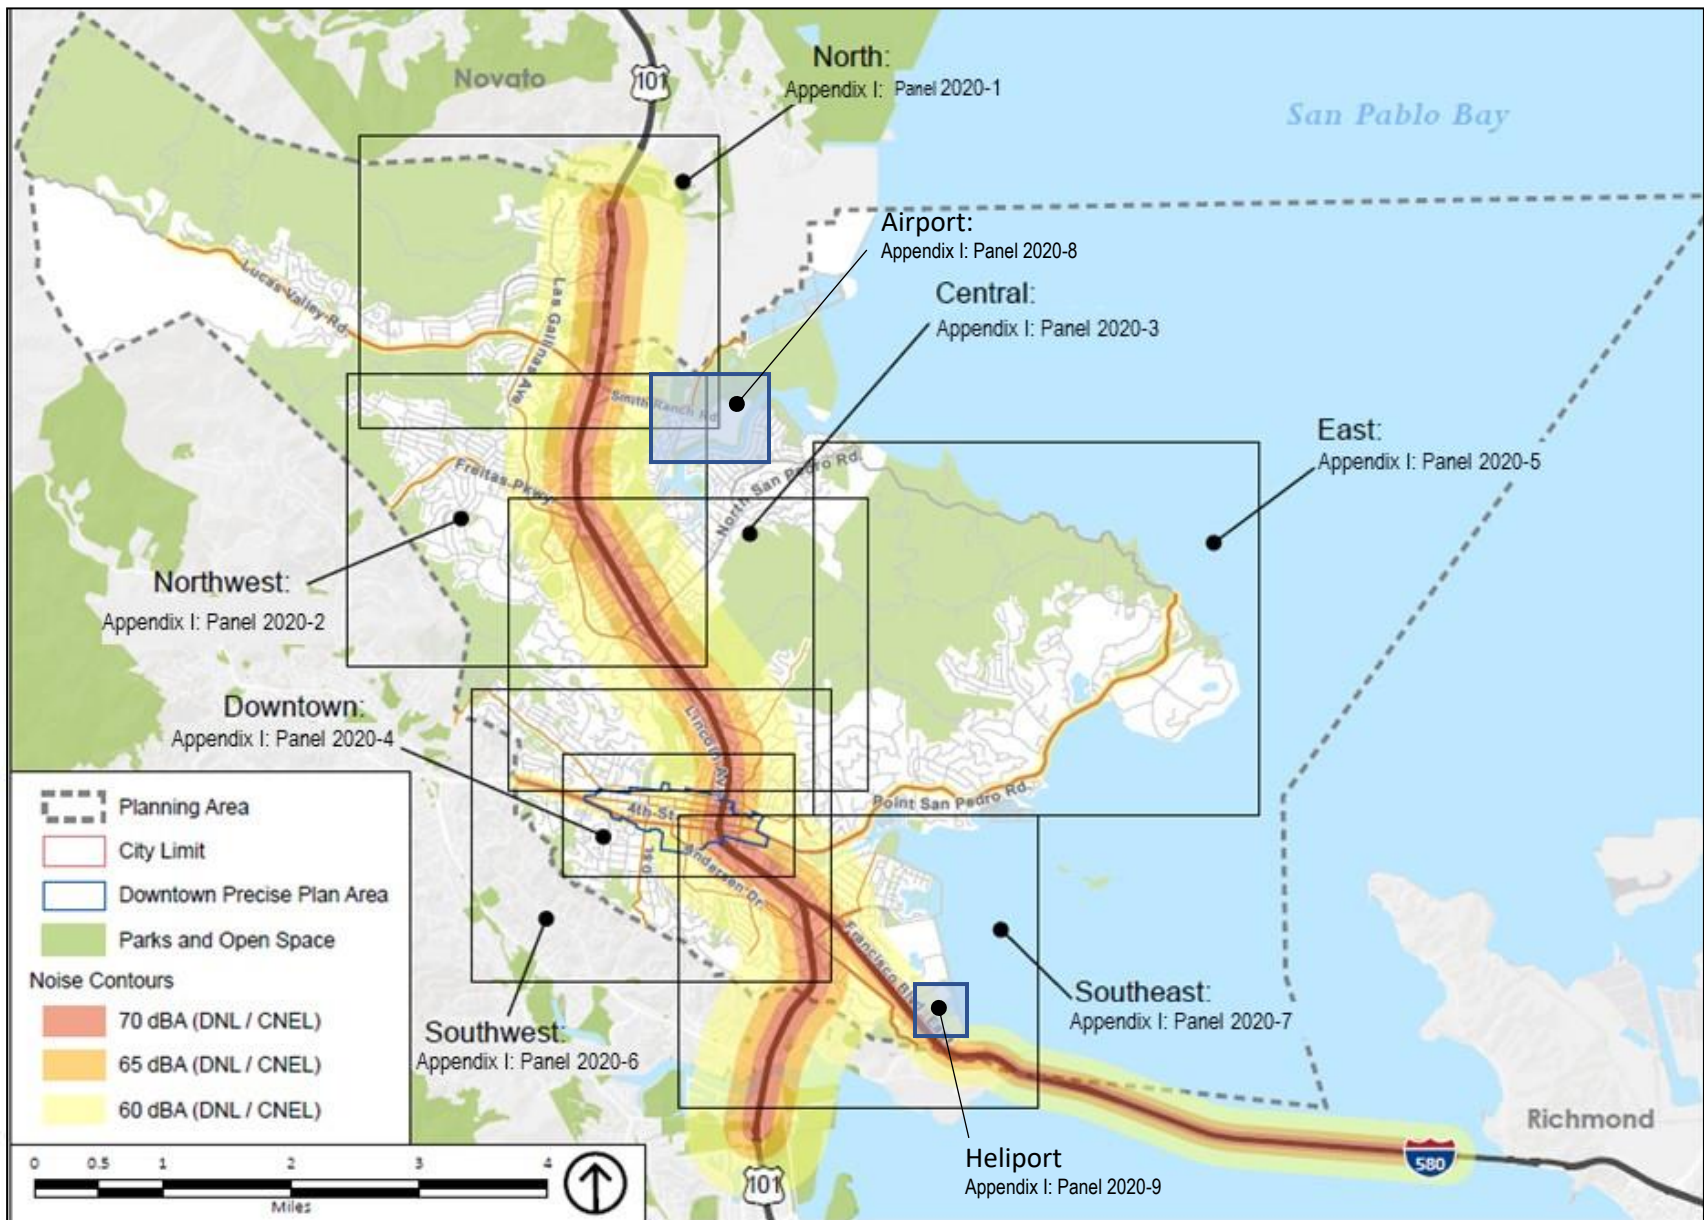 North:
Appendix I: Panel 2020-1
Novato
101
San Pablo Bay
Airport:
Appendix I: Panel 2020-8
Central:
Appendix I: Panel 2020-3
Lucas Valley Rd.
Las Gallinas Ave
Smith Ranch Rd
East:
Appendix I: Panel 2020-5
Freitas Pkwy
North San Pedro Rd.
Northwest:
Appendix I: Panel 2020-2
Downtown:
Appendix I: Panel 2020-4
Lincoln Av
Point San Pedro Rd.
4th St
D St
Andersen Dr.
Francisco Blvd
Planning Area
City Limit
Downtown Precise Plan Area
Parks and Open Space
Noise Contours
70 dBA (DNL / CNEL)
65 dBA (DNL / CNEL)
60 dBA (DNL / CNEL)
Southwest:
Appendix I: Panel 2020-6
Southeast:
Appendix I: Panel 2020-7
Richmond
Heliport
Appendix I: Panel 2020-9
580
101
0 0.5 1 2 3 4
Miles